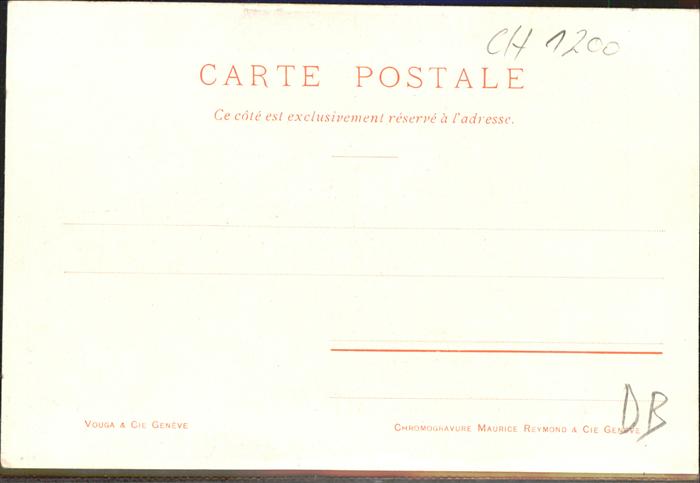 CH 1200
CARTE POSTALE
Ce côté est exclusivement réservé à l'adresse.
DB
VOUGA & CIE GENÈVE
CHROMOGRAVURE MAURICE REYMOND & CIE GENÈVE